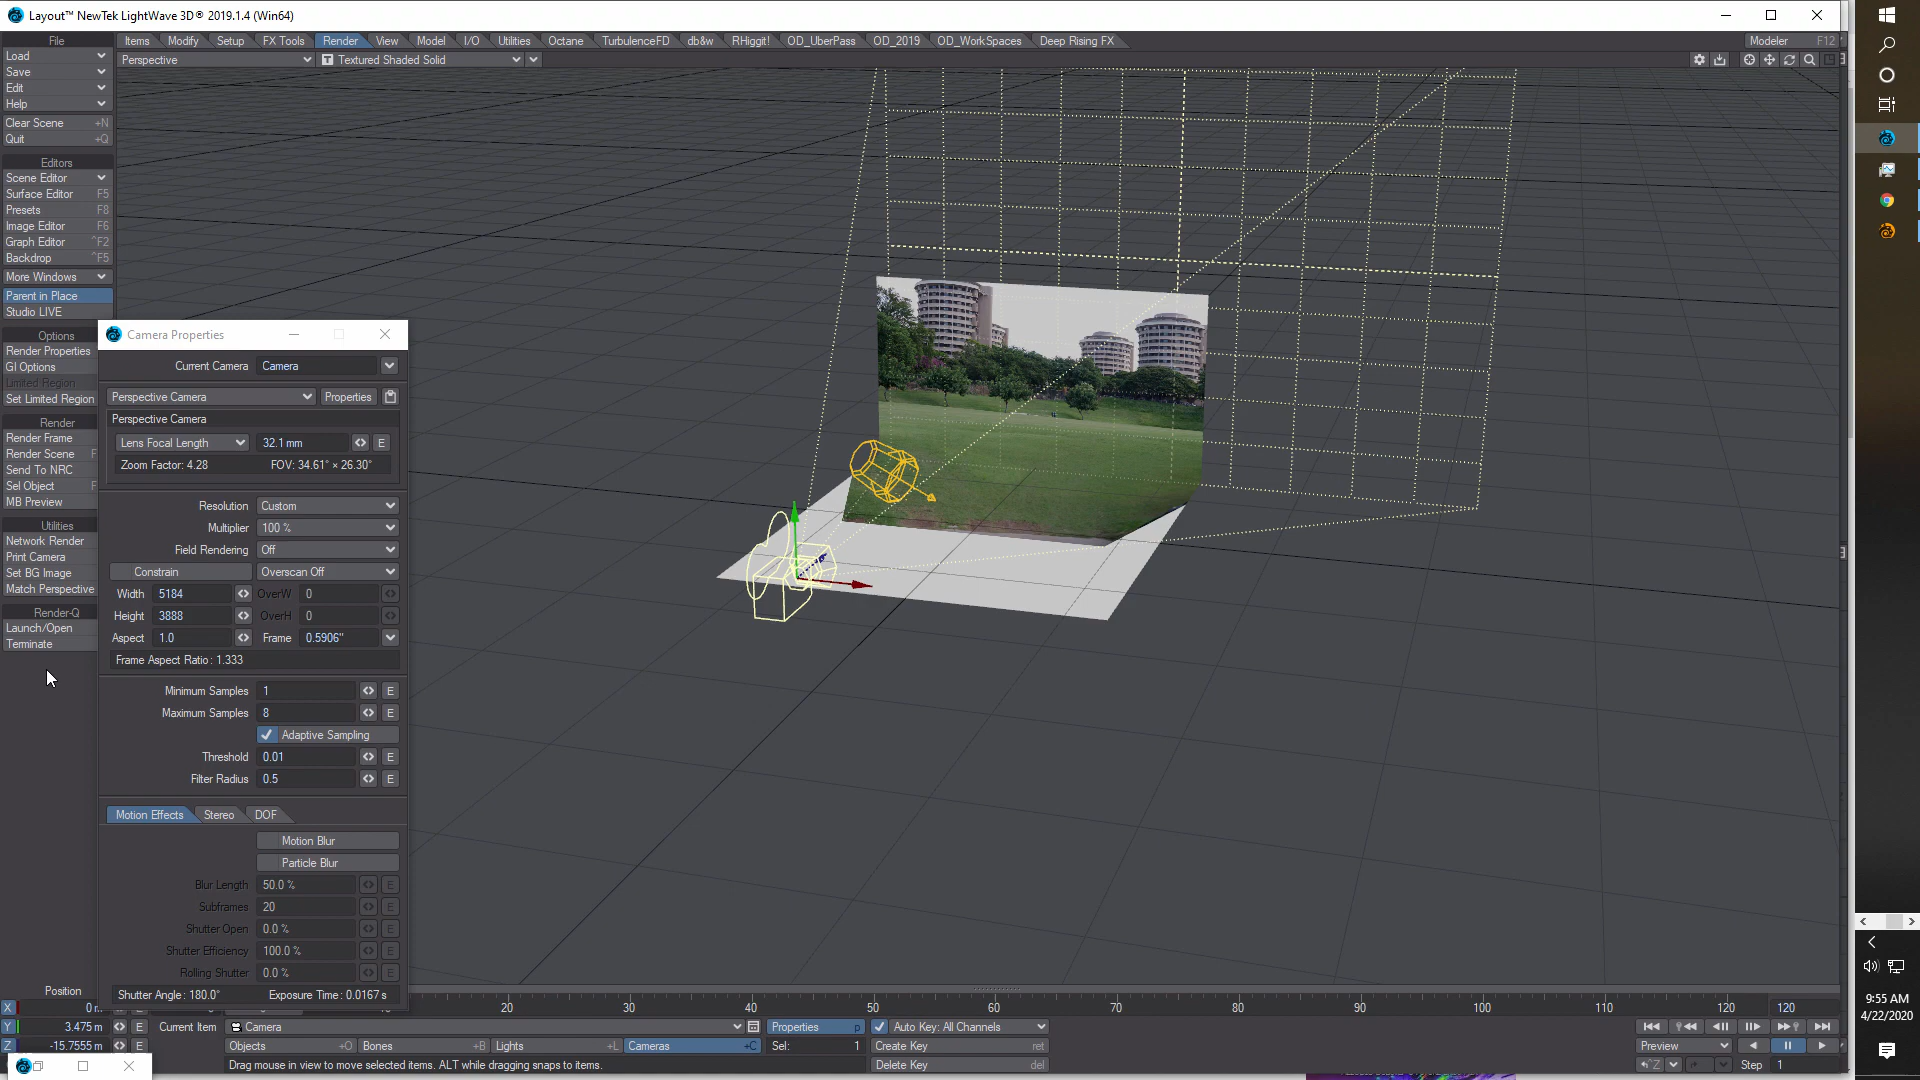 Layout™ NewTek LightWave 3D® 2019.1.4 (Win64)
File
Items Modify Setup FX Tools Render View Model I/O Utilities Octane TurbulenceFD db&w RHiggit! OD_UberPass OD_2019 OD_WorkSpaces Deep Rising FX Modeler F12
Load
Perspective Textured Shaded Solid
Save
Edit
Help
Clear Scene +N
Quit +Q
Editors
Scene Editor
Surface Editor F5
Presets F8
Image Editor F6
Graph Editor ^F2
Backdrop ^F5
More Windows
Parent in Place
Studio LIVE
Options
Render Properties
GI Options
Limited Region
Set Limited Region
Render
Render Frame
Render Scene F
Send To NRC
Sel Object F
MB Preview
Utilities
Network Render
Print Camera
Set BG Image
Match Perspective
Render-Q
Launch/Open
Terminate
Camera Properties
Current Camera Camera
Perspective Camera Properties
Perspective Camera
Lens Focal Length 32.1 mm E
Zoom Factor: 4.28 FOV: 34.61° × 26.30°
Resolution Custom
Multiplier 100 %
Field Rendering Off
Constrain Overscan Off
Width 5184 OverW 0
Height 3888 OverH 0
Aspect 1.0 Frame 0.5906"
Frame Aspect Ratio : 1.333
Minimum Samples 1 E
Maximum Samples 8 E
Adaptive Sampling
Threshold 0.01 E
Filter Radius 0.5 E
Motion Effects Stereo DOF
Motion Blur
Particle Blur
Blur Length 50.0 % E
Subframes 20 E
Shutter Open 0.0 % E
Shutter Efficiency 100.0 % E
Rolling Shutter 0.0 % E
Shutter Angle : 180.0° Exposure Time : 0.0167 s
Position
X 0 m
20 30 40 50 60 70 80 90 100 110 120 120
Y 3.475 m E Current Item Camera Properties p Auto Key: All Channels
Z -15.7555 m E Objects +O Bones +B Lights +L Cameras +C Sel: 1 Create Key ret Preview
Drag mouse in view to move selected items. ALT while dragging snaps to items. Delete Key del Step 1
9:55 AM
4/22/2020